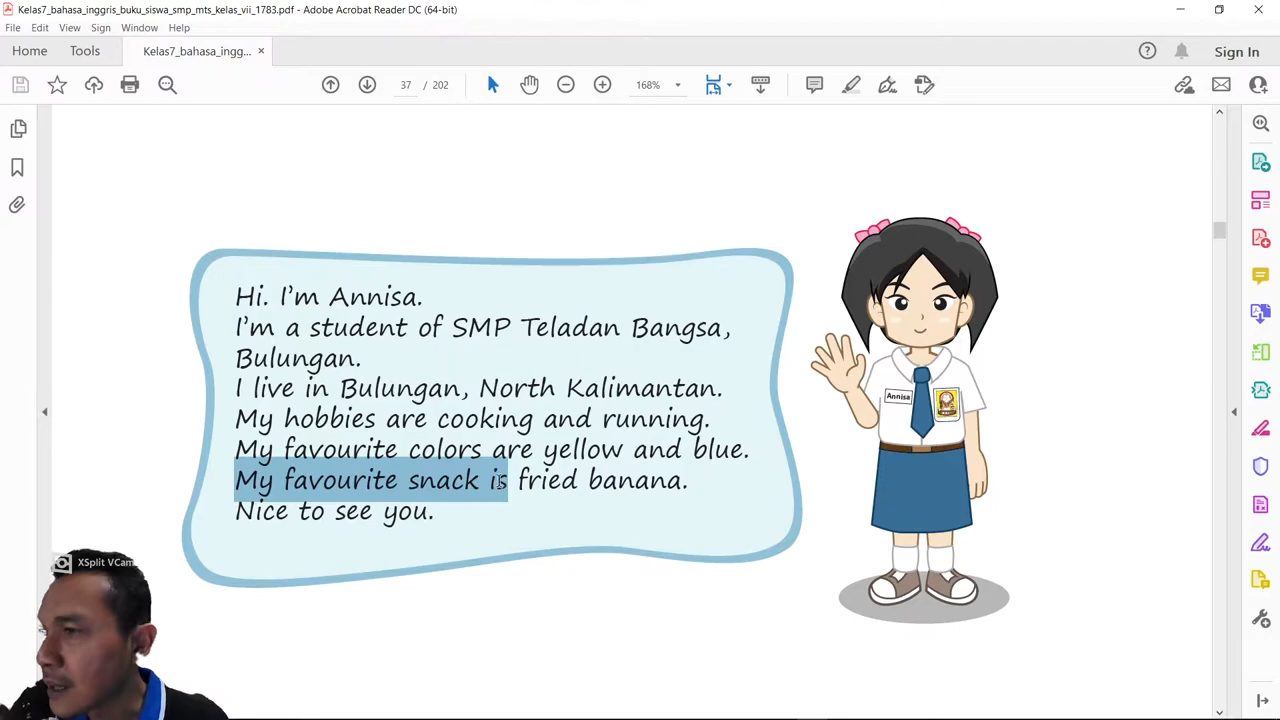 Kelas7_bahasa_inggris_buku_siswa_smp_mts_kelas_vii_1783.pdf - Adobe Acrobat Reader DC (64-bit)
File Edit View Sign Window Help
Home Tools Kelas7_bahasa_ingg... Sign In
37 / 202 168%
Hi. I'm Annisa.
I'm a student of SMP Teladan Bangsa,
Bulungan.
I live in Bulungan, North Kalimantan.
My hobbies are cooking and running.
My favourite colors are yellow and blue.
My favourite snack is fried banana.
Nice to see you.
Annisa
XSplit VCam